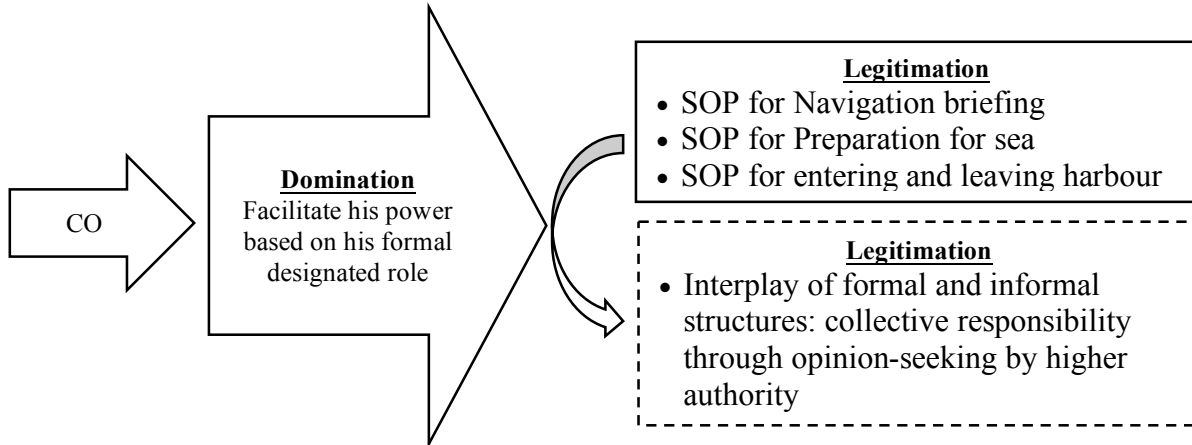 CO
Domination
Facilitate his power
based on his formal
designated role
Legitimation
• SOP for Navigation briefing
• SOP for Preparation for sea
• SOP for entering and leaving harbour
Legitimation
• Interplay of formal and informal
structures: collective responsibility
through opinion-seeking by higher
authority